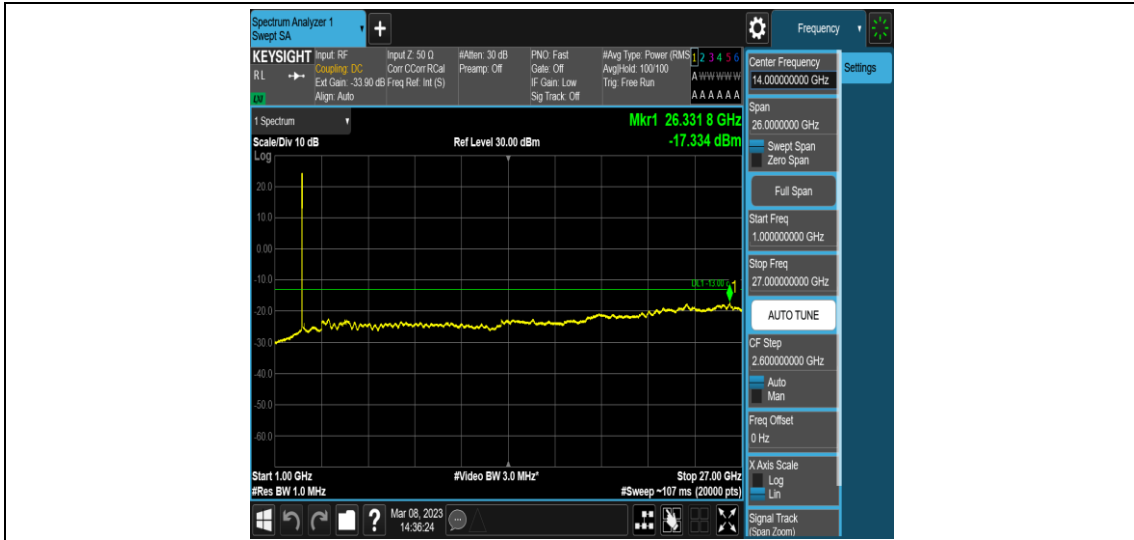 Spectrum Analyzer 1
Swept SA
+
Frequency
KEYSIGHT
RL
LXI
Input: RF
Coupling: DC
Ext Gain: -33.90 dB
Align: Auto
Input Z: 50 Ω
Corr CCorr RCal
Freq Ref: Int (S)
#Atten: 30 dB
Preamp: Off
PNO: Fast
Gate: Off
IF Gain: Low
Sig Track: Off
#Avg Type: Power (RMS
Avg|Hold: 100/100
Trig: Free Run
1 2 3 4 5 6
A W W W W W
A A A A A A
1 Spectrum
Mkr1 26.331 8 GHz
Scale/Div 10 dB
Ref Level 30.00 dBm
-17.334 dBm
Log
20.0
10.0
0.00
-10.0
-20.0
-30.0
-40.0
-50.0
-60.0
DL1 -13.00
1
Start 1.00 GHz
#Video BW 3.0 MHz*
Stop 27.00 GHz
#Res BW 1.0 MHz
#Sweep ~107 ms (20000 pts)
?
Mar 08, 2023
14:36:24
Center Frequency
14.000000000 GHz
Settings
Span
26.0000000 GHz
Swept Span
Zero Span
Full Span
Start Freq
1.000000000 GHz
Stop Freq
27.000000000 GHz
AUTO TUNE
CF Step
2.600000000 GHz
Auto
Man
Freq Offset
0 Hz
X Axis Scale
Log
Lin
Signal Track
(Span Zoom)